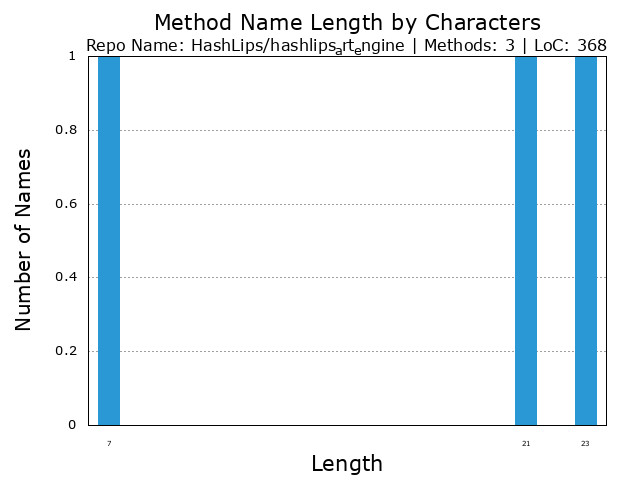 Method Name Length by Characters
Repo Name: HashLips/hashlipsartengine | Methods: 3 | LoC: 368
1
0.8
0.6
0.4
0.2
0
Number of Names
7 21 23
Length